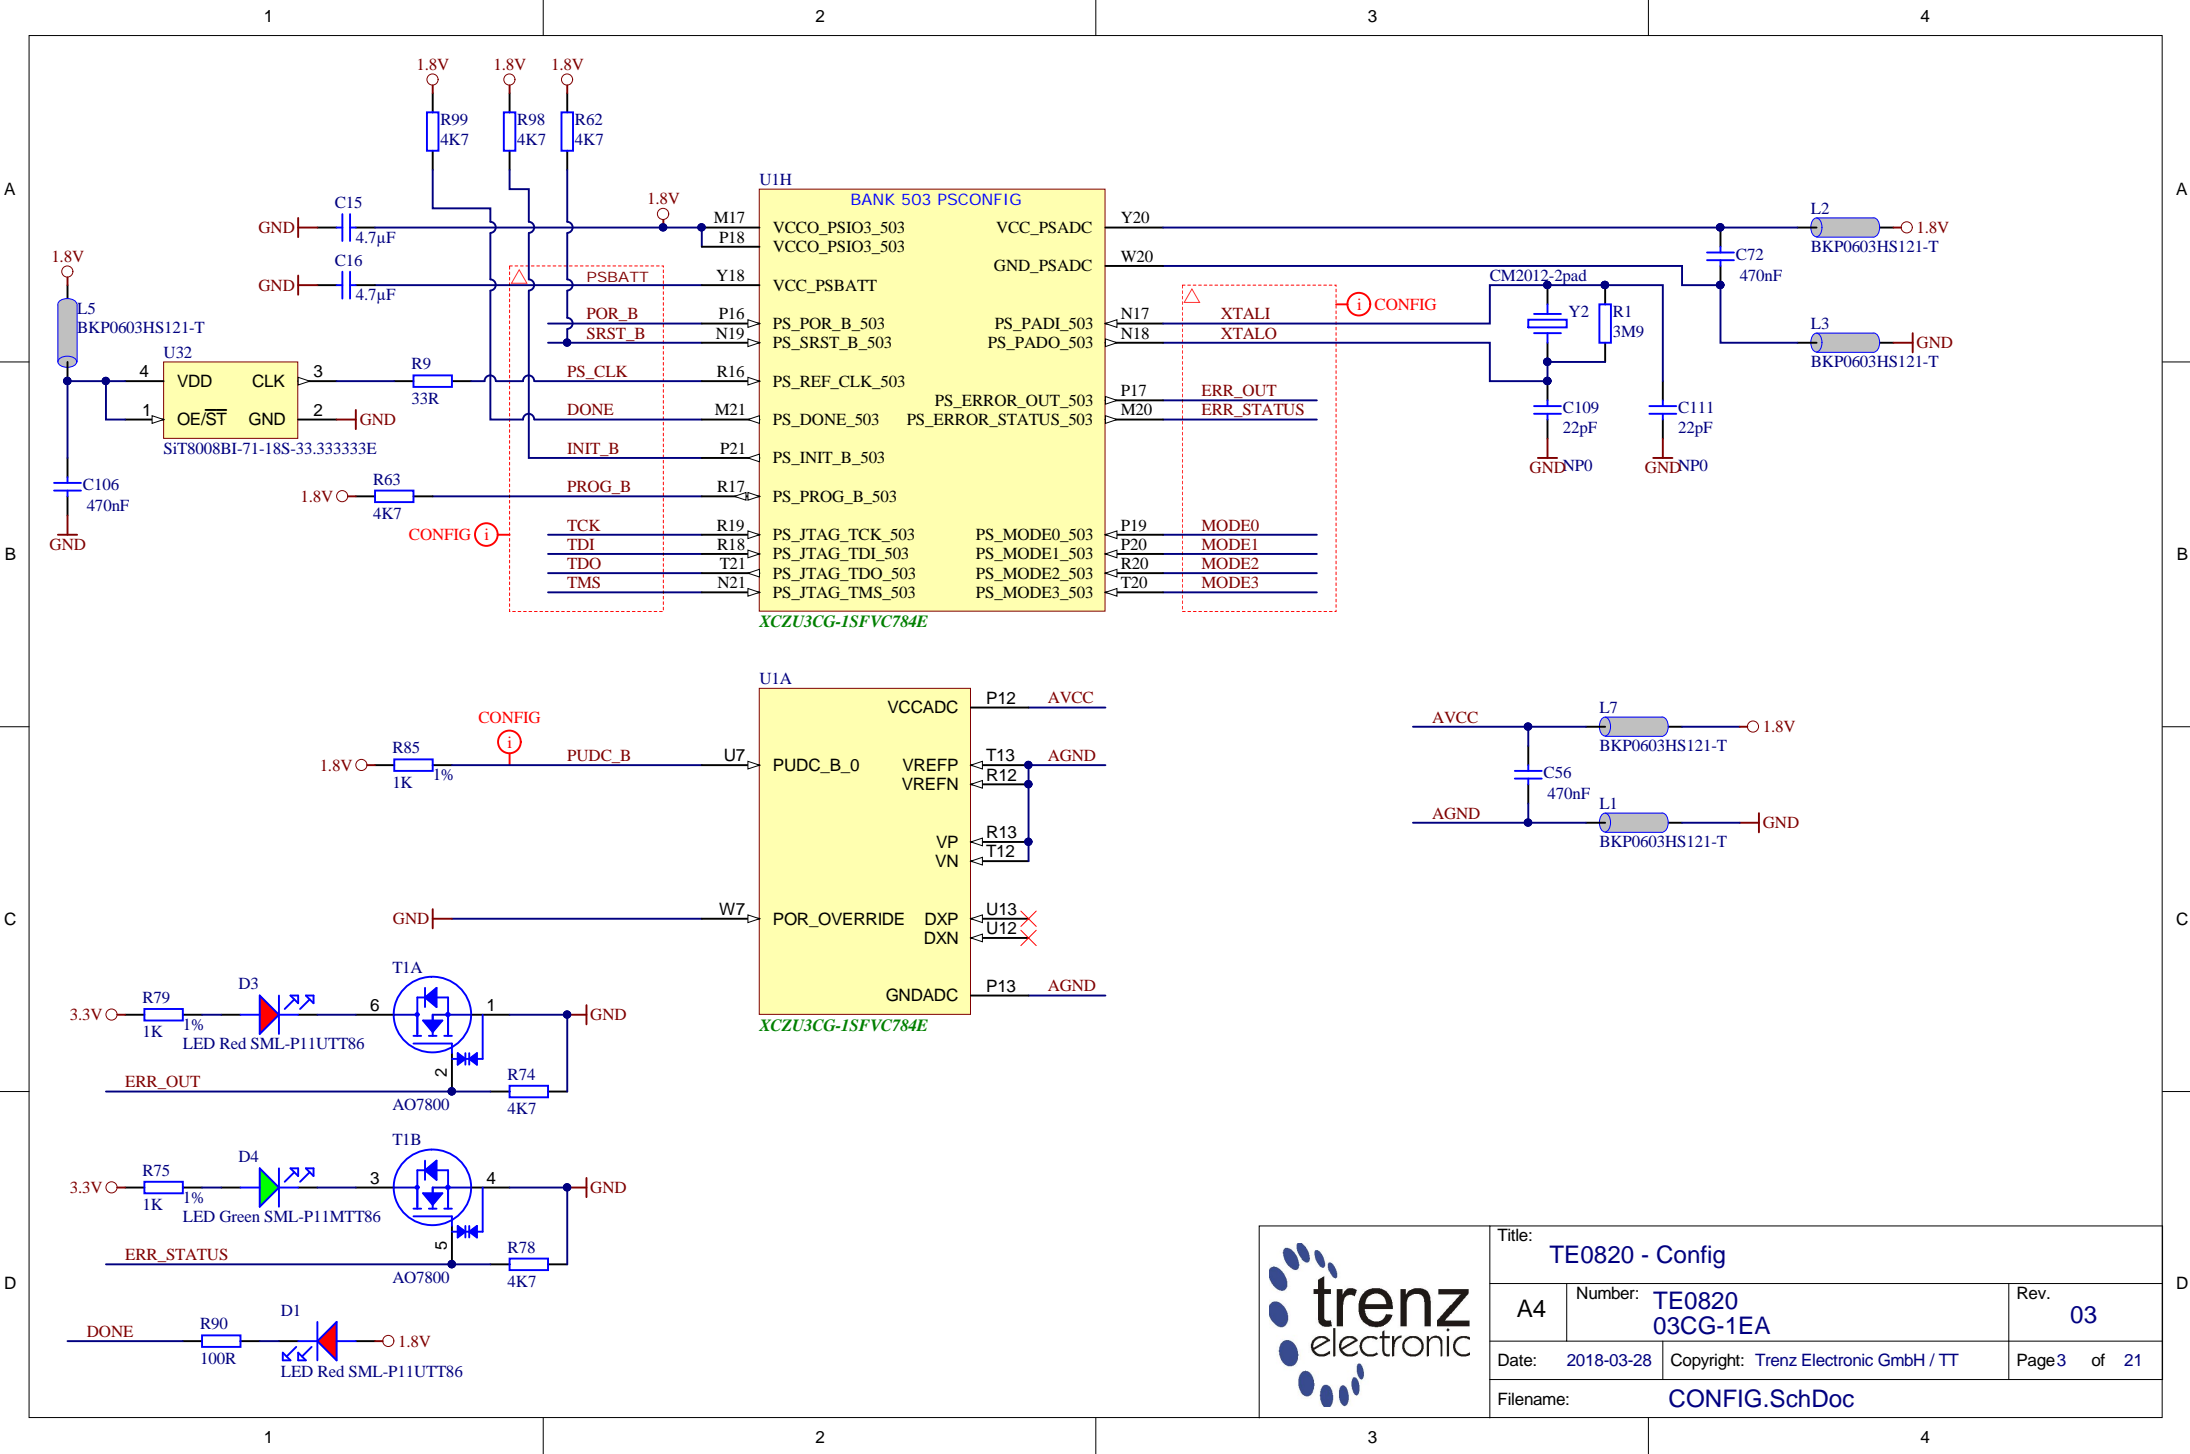 1 2 3 4
A A
B B
C C
D D
1.8V 1.8V 1.8V
R99 4K7
R98 4K7
R62 4K7
1.8V
C15
GND 4.7µF
C16
GND 4.7µF
1.8V
L5
BKP0603HS121-T
U32
4 VDD CLK 3
1 OE/ST GND 2 GND
SiT8008BI-71-18S-33.333333E
C106
470nF
GND
R9
33R
1.8V R63
4K7
CONFIG i
PSBATT
POR_B
SRST_B
PS_CLK
DONE
INIT_B
PROG_B
TCK
TDI
TDO
TMS
U1H
BANK 503 PSCONFIG
M17 VCCO_PSIO3_503
P18 VCCO_PSIO3_503
Y18 VCC_PSBATT
P16 PS_POR_B_503
N19 PS_SRST_B_503
R16 PS_REF_CLK_503
M21 PS_DONE_503
P21 PS_INIT_B_503
R17 PS_PROG_B_503
R19 PS_JTAG_TCK_503
R18 PS_JTAG_TDI_503
T21 PS_JTAG_TDO_503
N21 PS_JTAG_TMS_503
VCC_PSADC Y20
GND_PSADC W20
PS_PADI_503 N17 XTALI
PS_PADO_503 N18 XTALO
PS_ERROR_OUT_503 P17 ERR_OUT
PS_ERROR_STATUS_503 M20 ERR_STATUS
PS_MODE0_503 P19 MODE0
PS_MODE1_503 P20 MODE1
PS_MODE2_503 R20 MODE2
PS_MODE3_503 T20 MODE3
XCZU3CG-1SFVC784E
i CONFIG
CM2012-2pad
Y2
R1
3M9
C109
22pF
GND NP0
C111
22pF
GND NP0
C72
470nF
L2
1.8V
BKP0603HS121-T
L3
GND
BKP0603HS121-T
U1A
CONFIG
i
1.8V R85
1K 1%
PUDC_B U7 PUDC_B_0
GND W7 POR_OVERRIDE
VCCADC P12 AVCC
VREFP T13 AGND
VREFN R12
VP R13
VN T12
DXP U13
DXN U12
GNDADC P13 AGND
XCZU3CG-1SFVC784E
AVCC L7 1.8V
BKP0603HS121-T
C56
470nF
AGND L1 GND
BKP0603HS121-T
3.3V R79
1K 1%
D3
LED Red SML-P11UTT86
T1A
6 1 GND
2
ERR_OUT
AO7800
R74
4K7
3.3V R75
1K 1%
D4
LED Green SML-P11MTT86
T1B
3 4 GND
5
ERR_STATUS
AO7800
R78
4K7
DONE R90
100R
D1
1.8V
LED Red SML-P11UTT86
trenz
electronic
Title:
TE0820 - Config
A4
Number: TE0820
03CG-1EA
Rev.
03
Date: 2018-03-28 Copyright: Trenz Electronic GmbH / TT Page 3 of 21
Filename: CONFIG.SchDoc
1 2 3 4